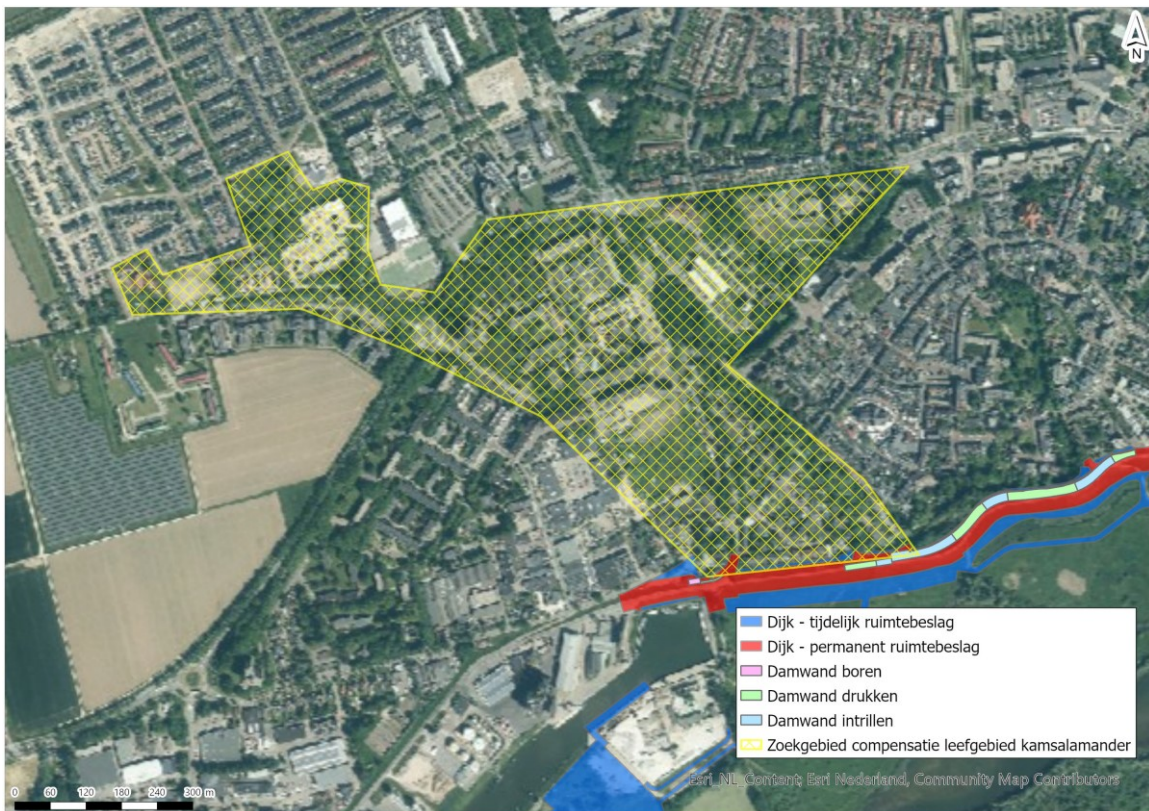 N
Dijk - tijdelijk ruimtebeslag
Dijk - permanent ruimtebeslag
Damwand boren
Damwand drukken
Damwand intrillen
Zoekgebied compensatie leefgebied kamsalamander
Esri_NL_Content, Esri Nederland, Community Map Contributors
0 60 120 180 240 300 m